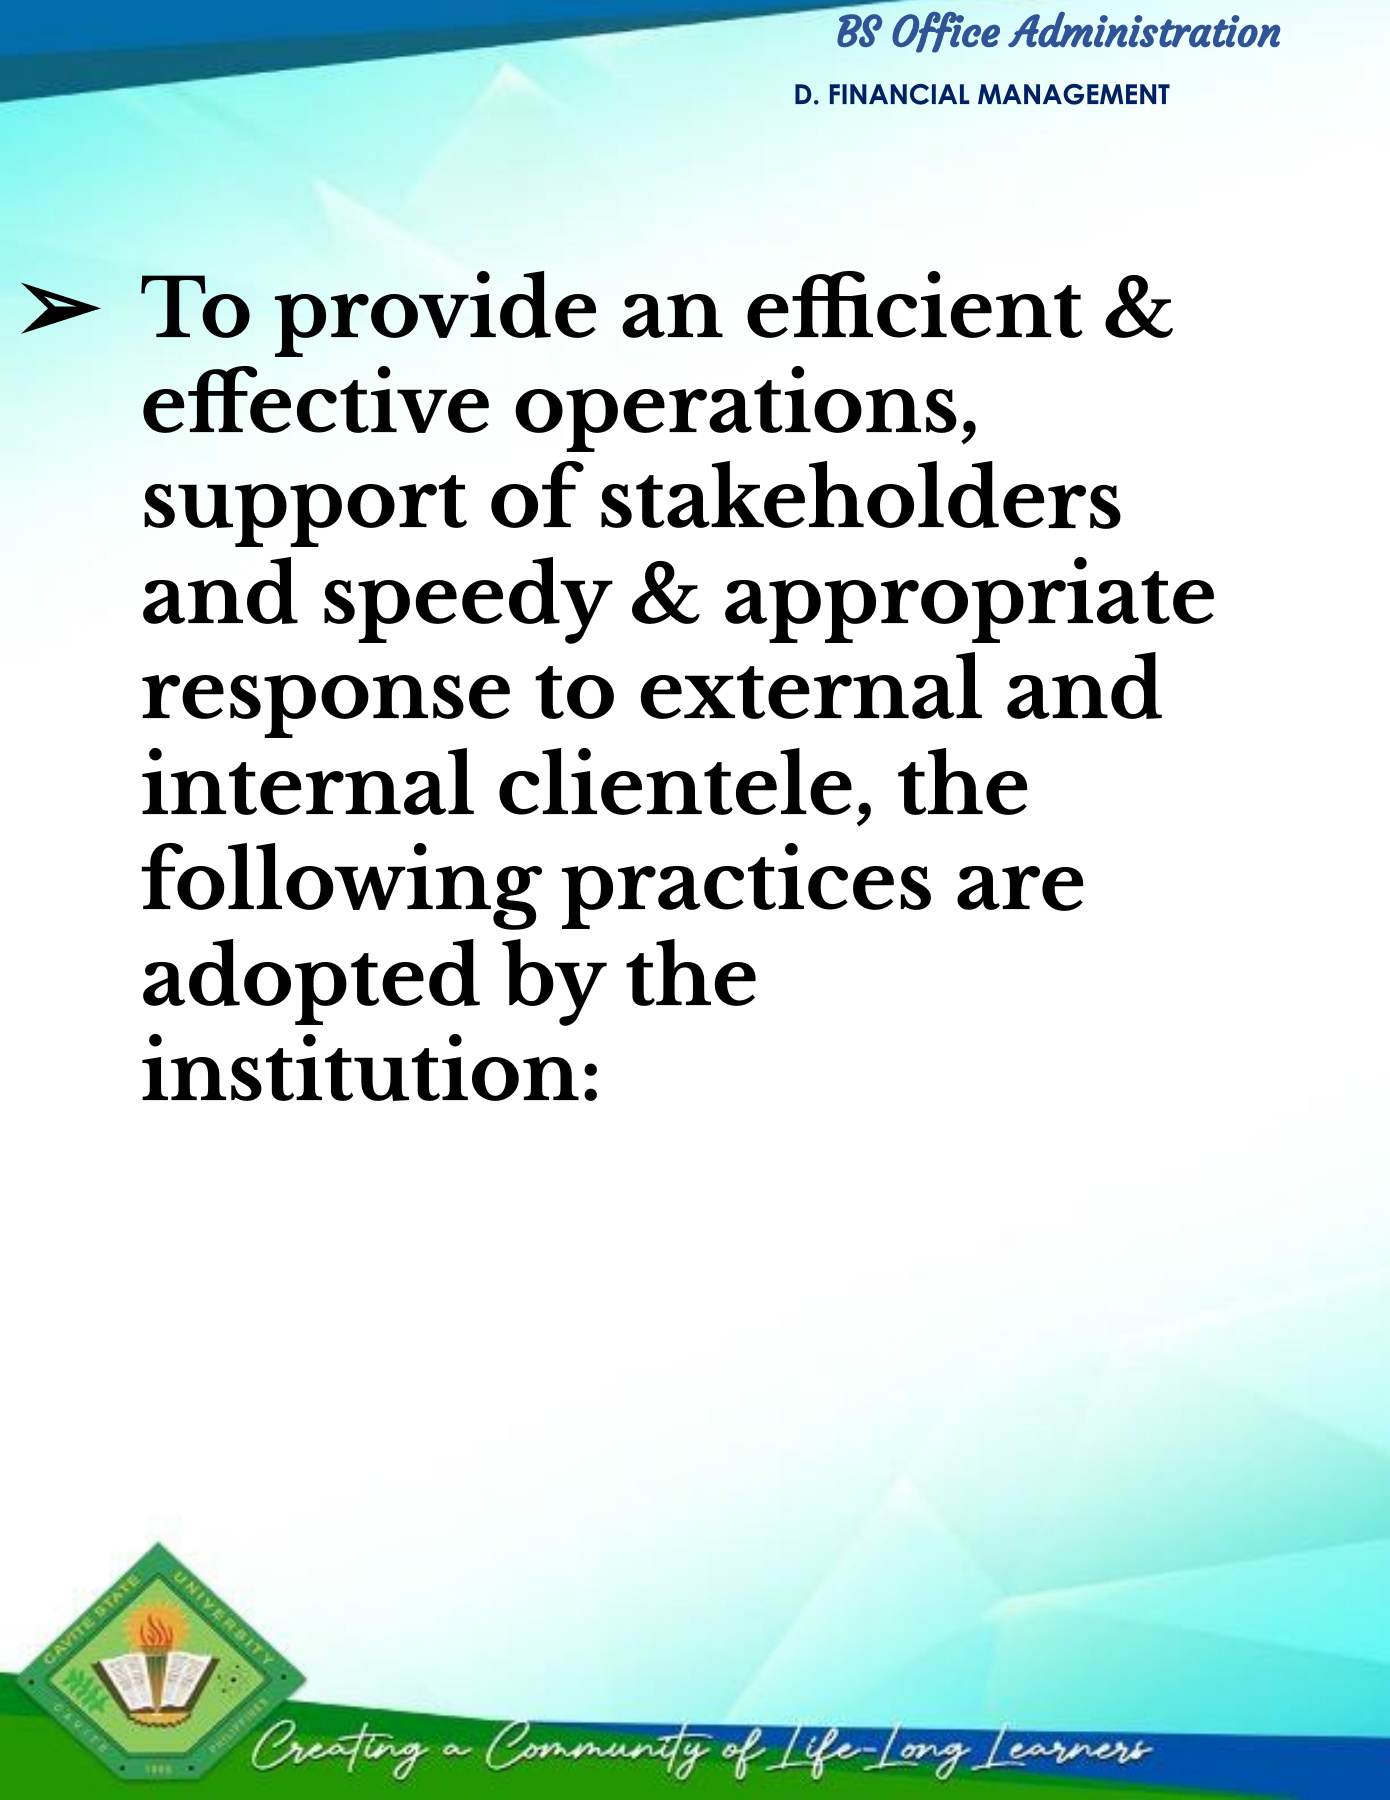 BS Office Administration
D. FINANCIAL MANAGEMENT
➢ To provide an efficient &
effective operations,
support of stakeholders
and speedy & appropriate
response to external and
internal clientele, the
following practices are
adopted by the
institution:
CAVITE STATE UNIVERSITY
CAVITE PHILIPPINES
1906
Creating a Community of Life-Long Learners